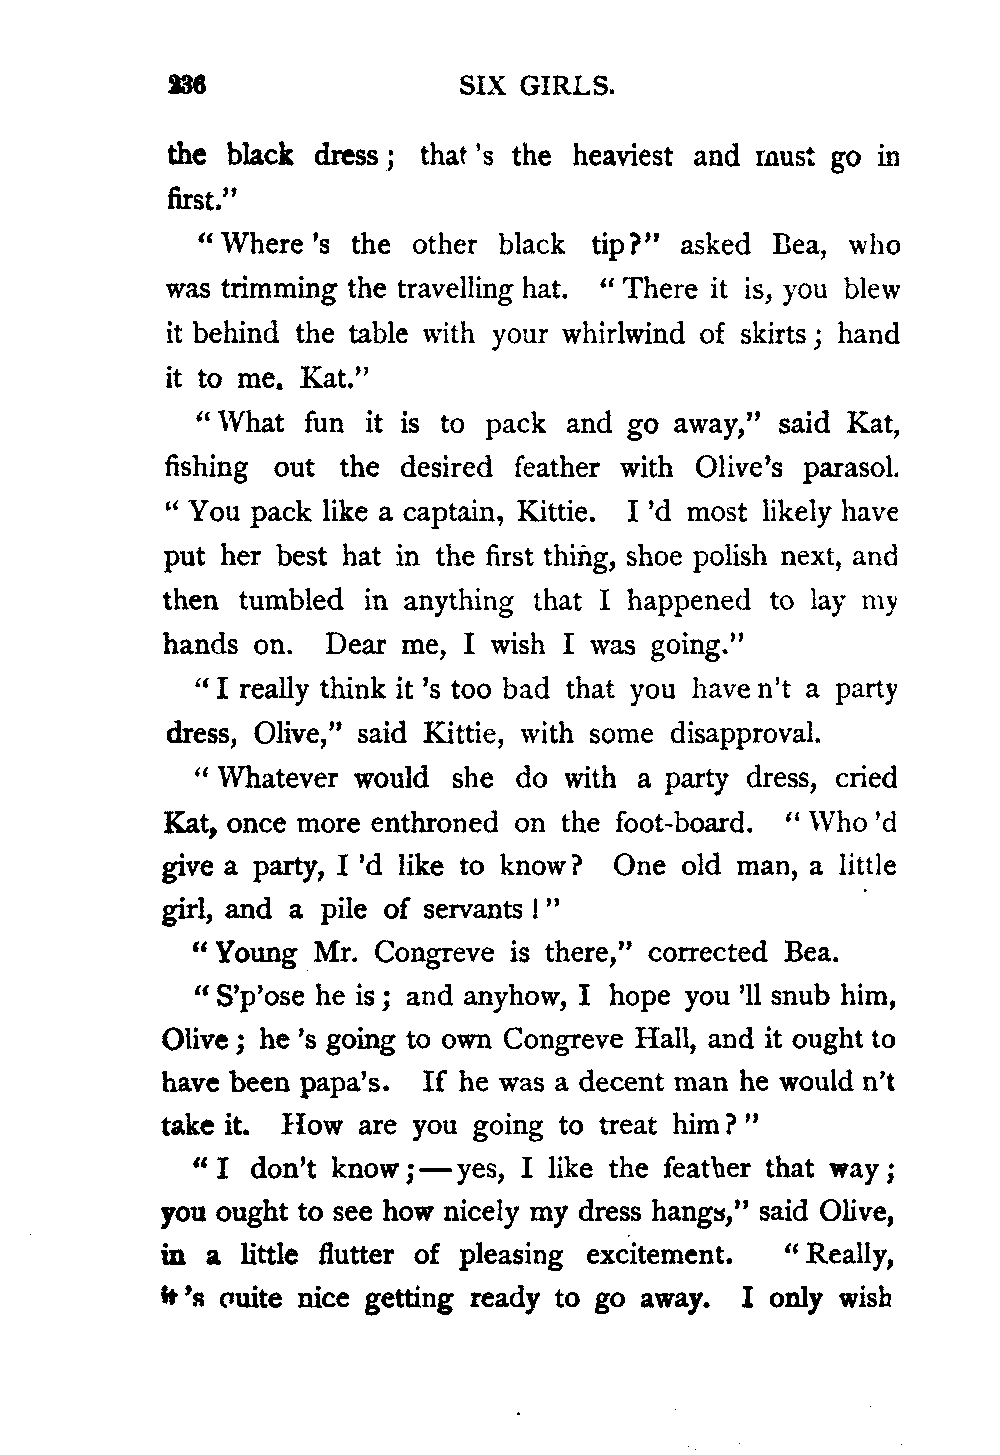 236 SIX GIRLS.
the black dress; that's the heaviest and must go in
first."
"Where's the other black tip?" asked Bea, who
was trimming the travelling hat. "There it is, you blew
it behind the table with your whirlwind of skirts; hand
it to me. Kat."
"What fun it is to pack and go away," said Kat,
fishing out the desired feather with Olive's parasol.
"You pack like a captain, Kittie. I'd most likely have
put her best hat in the first thing, shoe polish next, and
then tumbled in anything that I happened to lay my
hands on. Dear me, I wish I was going."
"I really think it's too bad that you haven't a party
dress, Olive," said Kittie, with some disapproval.
"Whatever would she do with a party dress, cried
Kat, once more enthroned on the foot-board. "Who'd
give a party, I'd like to know? One old man, a little
girl, and a pile of servants!"
"Young Mr. Congreve is there," corrected Bea.
"S'p'ose he is; and anyhow, I hope you'll snub him,
Olive; he's going to own Congreve Hall, and it ought to
have been papa's. If he was a decent man he would n't
take it. How are you going to treat him?"
"I don't know;—yes, I like the feather that way;
you ought to see how nicely my dress hangs," said Olive,
in a little flutter of pleasing excitement. "Really,
it's quite nice getting ready to go away. I only wish